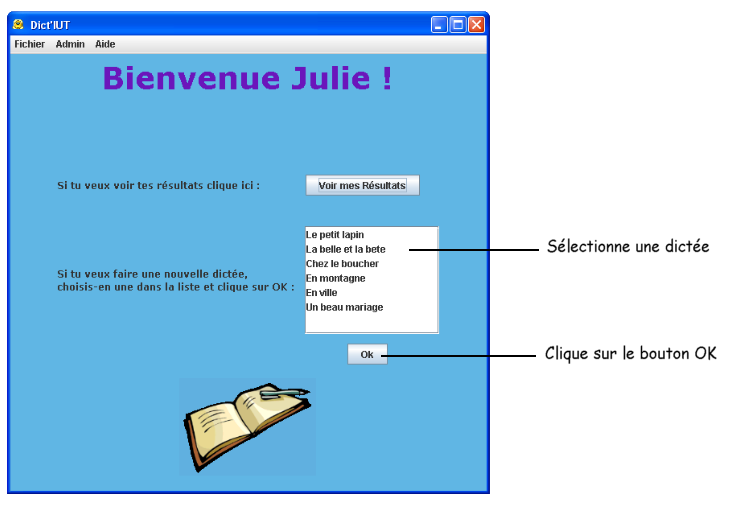 Dict'IUT
Fichier Admin Aide
Bienvenue Julie !
Si tu veux voir tes résultats clique ici :
Voir mes Résultats
Si tu veux faire une nouvelle dictée,
choisis-en une dans la liste et clique sur OK :
Le petit lapin
La belle et la bete
Chez le boucher
En montagne
En ville
Un beau mariage
Sélectionne une dictée
Ok
Clique sur le bouton OK